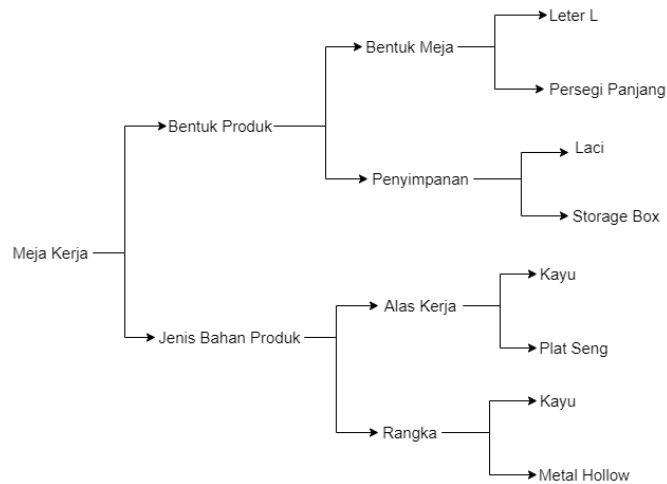 Leter L
Bentuk Meja
Persegi Panjang
Bentuk Produk
Laci
Penyimpanan
Storage Box
Meja Kerja
Kayu
Alas Kerja
Jenis Bahan Produk
Plat Seng
Kayu
Rangka
Metal Hollow